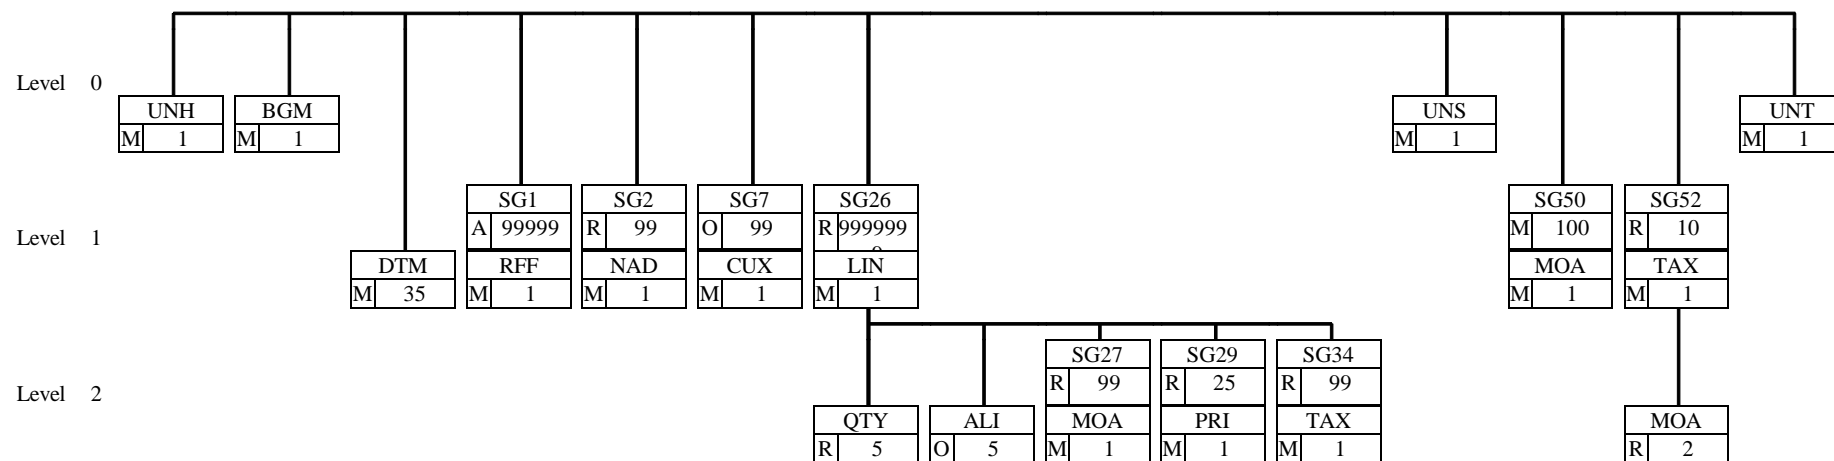 Level 0
UNH BGM UNS UNT
M 1 M 1 M 1 M 1
SG1 SG2 SG7 SG26 SG50 SG52
A 99999 R 99 O 99 R 999999 M 100 R 10
Level 1
DTM RFF NAD CUX LIN MOA TAX
M 35 M 1 M 1 M 1 M 1 M 1 M 1
SG27 SG29 SG34
R 99 R 25 R 99
Level 2
QTY ALI MOA PRI TAX MOA
R 5 O 5 M 1 M 1 M 1 R 2